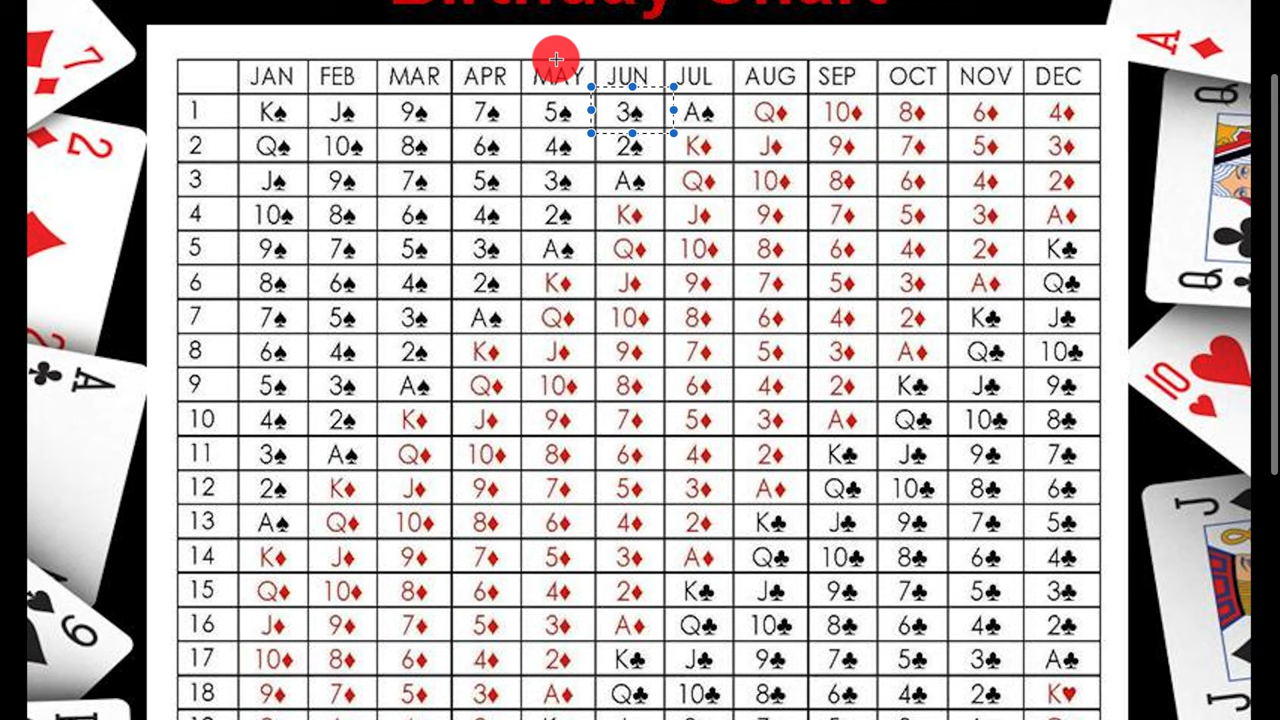 Birthday Chart
JAN FEB MAR APR MAY JUN JUL AUG SEP OCT NOV DEC
1 K♠ J♠ 9♠ 7♠ 5♠ 3♠ A♠ Q♦ 10♦ 8♦ 6♦ 4♦
2 Q♠ 10♠ 8♠ 6♠ 4♠ 2♠ K♦ J♦ 9♦ 7♦ 5♦ 3♦
3 J♠ 9♠ 7♠ 5♠ 3♠ A♠ Q♦ 10♦ 8♦ 6♦ 4♦ 2♦
4 10♠ 8♠ 6♠ 4♠ 2♠ K♦ J♦ 9♦ 7♦ 5♦ 3♦ A♦
5 9♠ 7♠ 5♠ 3♠ A♠ Q♦ 10♦ 8♦ 6♦ 4♦ 2♦ K♣
6 8♠ 6♠ 4♠ 2♠ K♦ J♦ 9♦ 7♦ 5♦ 3♦ A♦ Q♣
7 7♠ 5♠ 3♠ A♠ Q♦ 10♦ 8♦ 6♦ 4♦ 2♦ K♣ J♣
8 6♠ 4♠ 2♠ K♦ J♦ 9♦ 7♦ 5♦ 3♦ A♦ Q♣ 10♣
9 5♠ 3♠ A♠ Q♦ 10♦ 8♦ 6♦ 4♦ 2♦ K♣ J♣ 9♣
10 4♠ 2♠ K♦ J♦ 9♦ 7♦ 5♦ 3♦ A♦ Q♣ 10♣ 8♣
11 3♠ A♠ Q♦ 10♦ 8♦ 6♦ 4♦ 2♦ K♣ J♣ 9♣ 7♣
12 2♠ K♦ J♦ 9♦ 7♦ 5♦ 3♦ A♦ Q♣ 10♣ 8♣ 6♣
13 A♠ Q♦ 10♦ 8♦ 6♦ 4♦ 2♦ K♣ J♣ 9♣ 7♣ 5♣
14 K♦ J♦ 9♦ 7♦ 5♦ 3♦ A♦ Q♣ 10♣ 8♣ 6♣ 4♣
15 Q♦ 10♦ 8♦ 6♦ 4♦ 2♦ K♣ J♣ 9♣ 7♣ 5♣ 3♣
16 J♦ 9♦ 7♦ 5♦ 3♦ A♦ Q♣ 10♣ 8♣ 6♣ 4♣ 2♣
17 10♦ 8♦ 6♦ 4♦ 2♦ K♣ J♣ 9♣ 7♣ 5♣ 3♣ A♣
18 9♦ 7♦ 5♦ 3♦ A♦ Q♣ 10♣ 8♣ 6♣ 4♣ 2♣ K♥
7
2
2
A
9
A
Q
Q
10
J
J